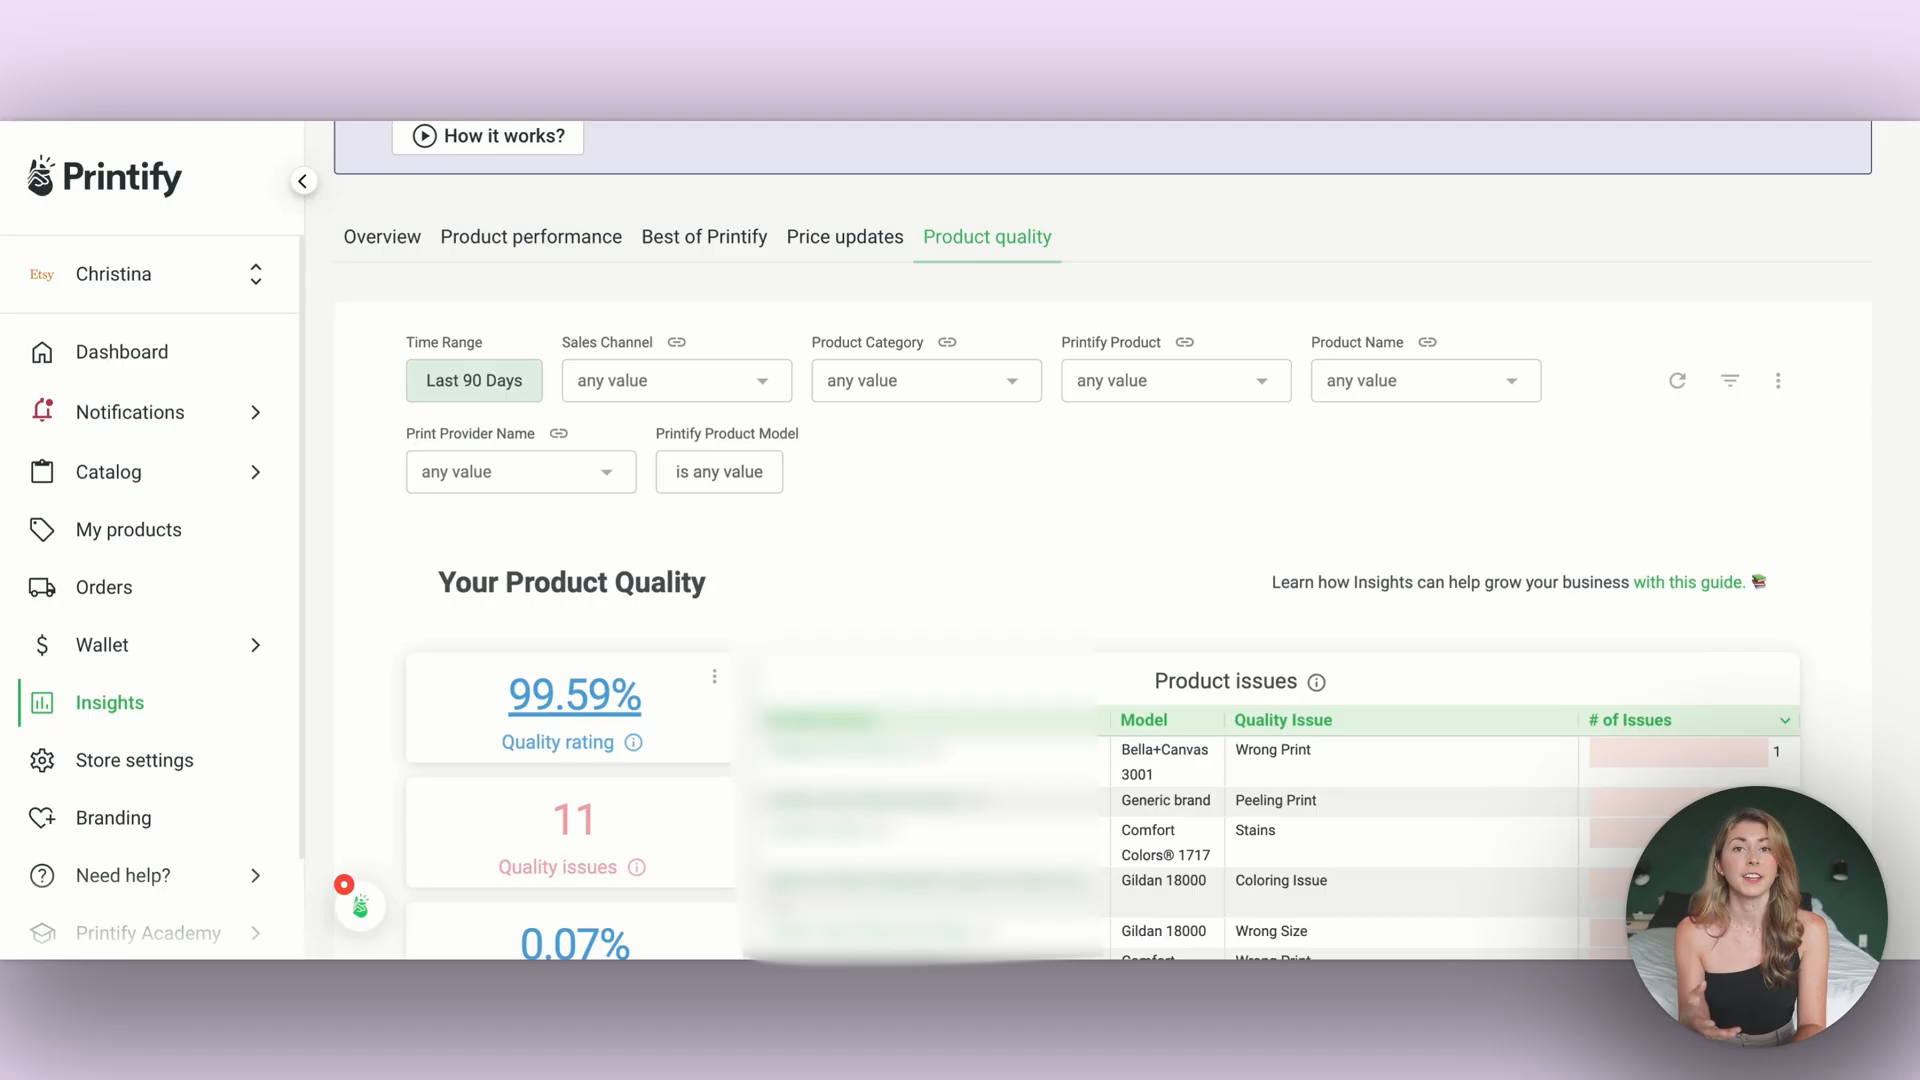 How it works?
Printify
Etsy Christina
Dashboard
Notifications
Catalog
My products
Orders
Wallet
Insights
Store settings
Branding
Need help?
Printify Academy
Overview Product performance Best of Printify Price updates Product quality
Time Range Sales Channel Product Category Printify Product Product Name
Last 90 Days any value any value any value any value
Print Provider Name Printify Product Model
any value is any value
Your Product Quality
Learn how Insights can help grow your business with this guide.
99.59%
Quality rating
11
Quality issues
0.07%
Product issues
Model Quality Issue # of Issues
Bella+Canvas 3001 Wrong Print 1
Generic brand Peeling Print
Comfort Colors® 1717 Stains
Gildan 18000 Coloring Issue
Gildan 18000 Wrong Size
Comfort Wrong Print